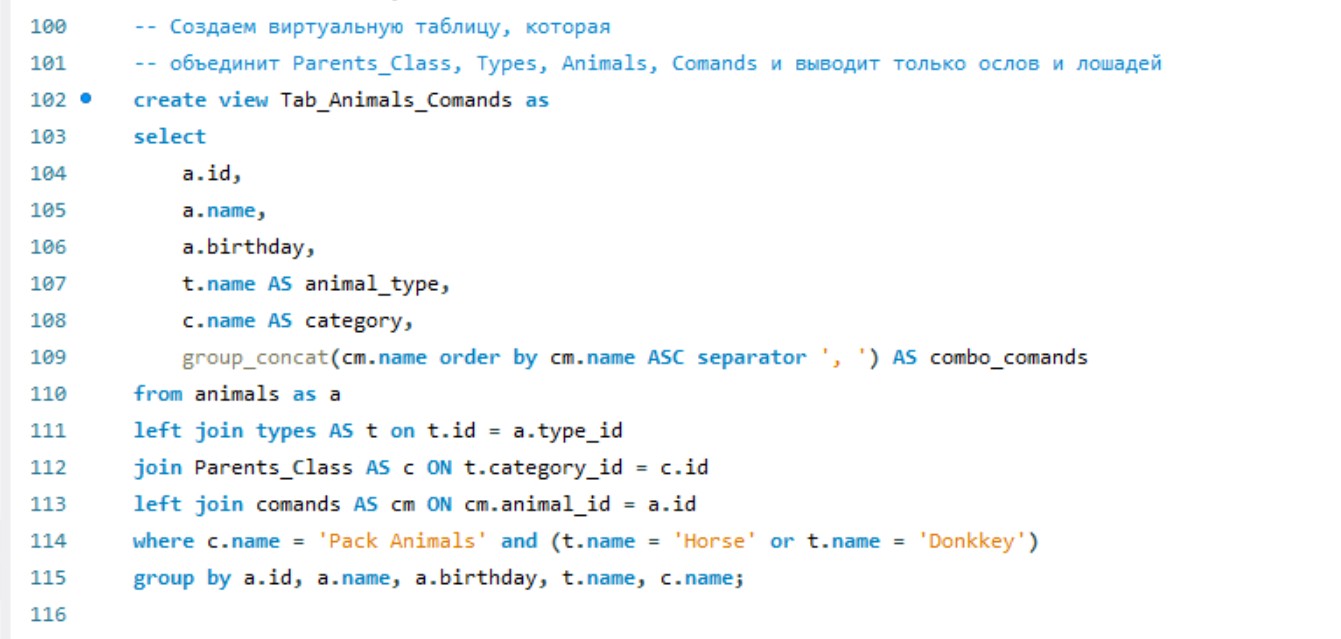 100 -- Создаем виртуальную таблицу, которая
101 -- объединит Parents_Class, Types, Animals, Comands и выводит только ослов и лошадей
102 create view Tab_Animals_Comands as
103 select
104 a.id,
105 a.name,
106 a.birthday,
107 t.name AS animal_type,
108 c.name AS category,
109 group_concat(cm.name order by cm.name ASC separator ', ') AS combo_comands
110 from animals as a
111 left join types AS t on t.id = a.type_id
112 join Parents_Class AS c ON t.category_id = c.id
113 left join comands AS cm ON cm.animal_id = a.id
114 where c.name = 'Pack Animals' and (t.name = 'Horse' or t.name = 'Donkkey')
115 group by a.id, a.name, a.birthday, t.name, c.name;
116